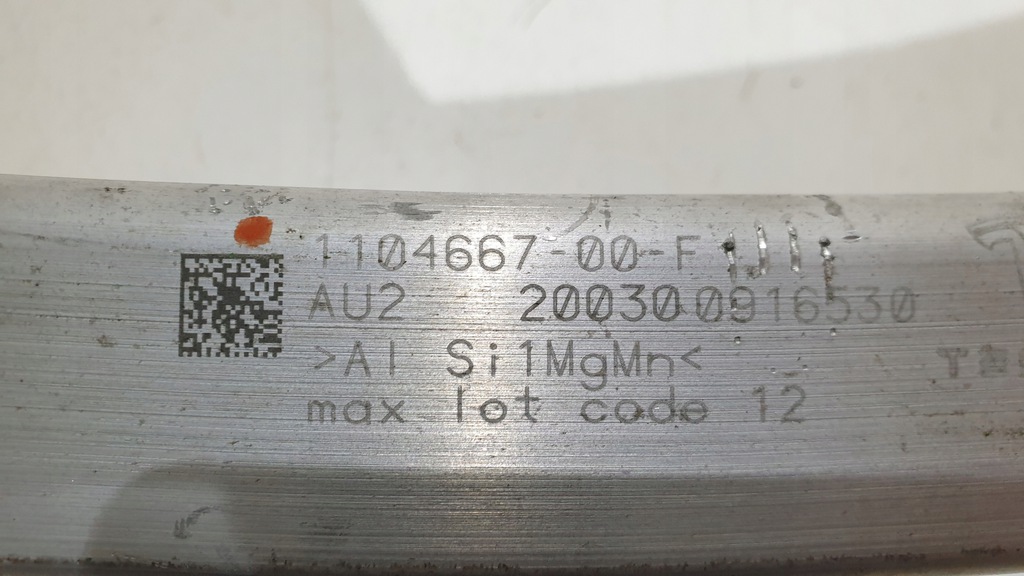 1104667-00-F
AU2 200300916530
>Al Si1MgMn<
max lot code 12